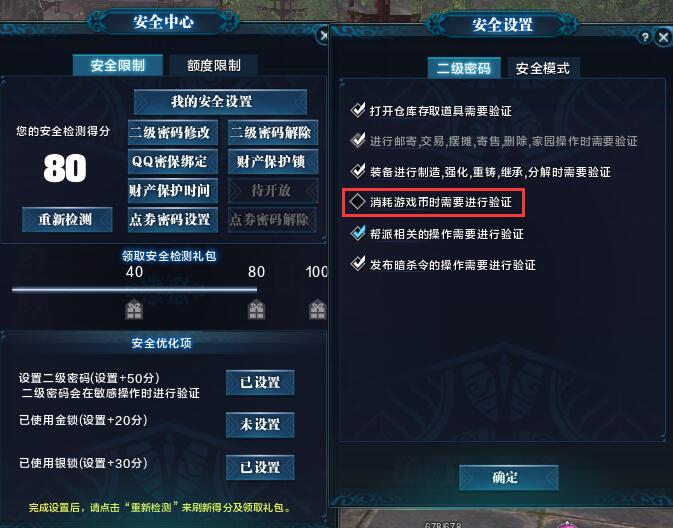 安全中心
安全限制
额度限制
我的安全设置
您的安全检测得分
80
二级密码修改
二级密码解除
QQ密保绑定
财产保护锁
财产保护时间
待开放
重新检测
点券密码设置
点券密码解除
领取安全检测礼包
40
80
100
安全优化项
设置二级密码(设置+50分)
二级密码会在敏感操作时进行验证
已设置
已使用金锁(设置+20分)
未设置
已使用银锁(设置+30分)
已设置
完成设置后，请点击“重新检测”来刷新得分及领取礼包。
安全设置
?
二级密码
安全模式
打开仓库存取道具需要验证
进行邮寄,交易,摆摊,寄售,删除,家园操作时需要验证
装备进行制造,强化,重铸,继承,分解时需要验证
消耗游戏币时需要进行验证
帮派相关的操作需要进行验证
发布暗杀令的操作需要进行验证
确定
678/678